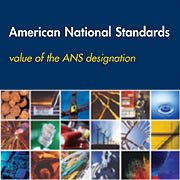 American National Standards
value of the ANS designation